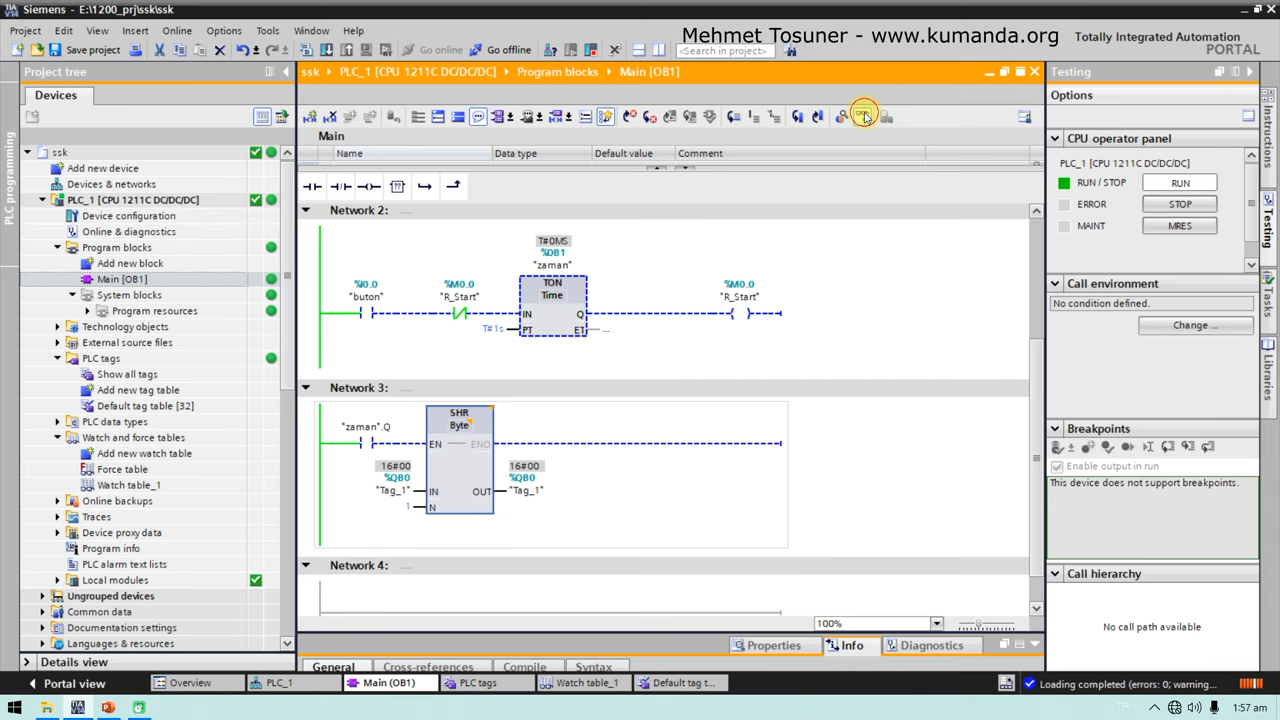 Siemens - E:\1200_prj\ssk\ssk
Project Edit View Insert Online Options Tools Window Help
Mehmet Tosuner - www.kumanda.org
Totally Integrated Automation
PORTAL
Save project Go online Go offline <Search in project>
Project tree
ssk PLC_1 [CPU 1211C DC/DC/DC] Program blocks Main [OB1]
Testing
Devices
Options
PLC programming
ssk
Add new device
Devices & networks
PLC_1 [CPU 1211C DC/DC/DC]
Device configuration
Online & diagnostics
Program blocks
Add new block
Main [OB1]
System blocks
Program resources
Technology objects
External source files
PLC tags
Show all tags
Add new tag table
Default tag table [32]
PLC data types
Watch and force tables
Add new watch table
Force table
Watch table_1
Online backups
Traces
Device proxy data
Program info
PLC alarm text lists
Local modules
Ungrouped devices
Common data
Documentation settings
Languages & resources
Details view
Main
Name Data type Default value Comment
Network 2: ....
T#0MS
%DB1
"zaman"
%I0.0 %M0.0 TON %M0.0
"buton" "R_Start" Time "R_Start"
IN Q
T#1s PT ET ...
Network 3: ....
SHR
"zaman".Q Byte
EN ENO
16#00 16#00
%QB0 %QB0
"Tag_1" IN OUT "Tag_1"
1 N
Network 4: ....
100%
Properties Info Diagnostics
General Cross-references Compile Syntax
CPU operator panel
PLC_1 [CPU 1211C DC/DC/DC]
RUN / STOP RUN
ERROR STOP
MAINT MRES
Call environment
No condition defined.
Change ...
Breakpoints
Enable output in run
This device does not support breakpoints.
Call hierarchy
No call path available
Instructions
Testing
Tasks
Libraries
Portal view Overview PLC_1 Main (OB1) PLC tags Watch table_1 Default tag t...
Loading completed (errors: 0; warning...
1:57 am